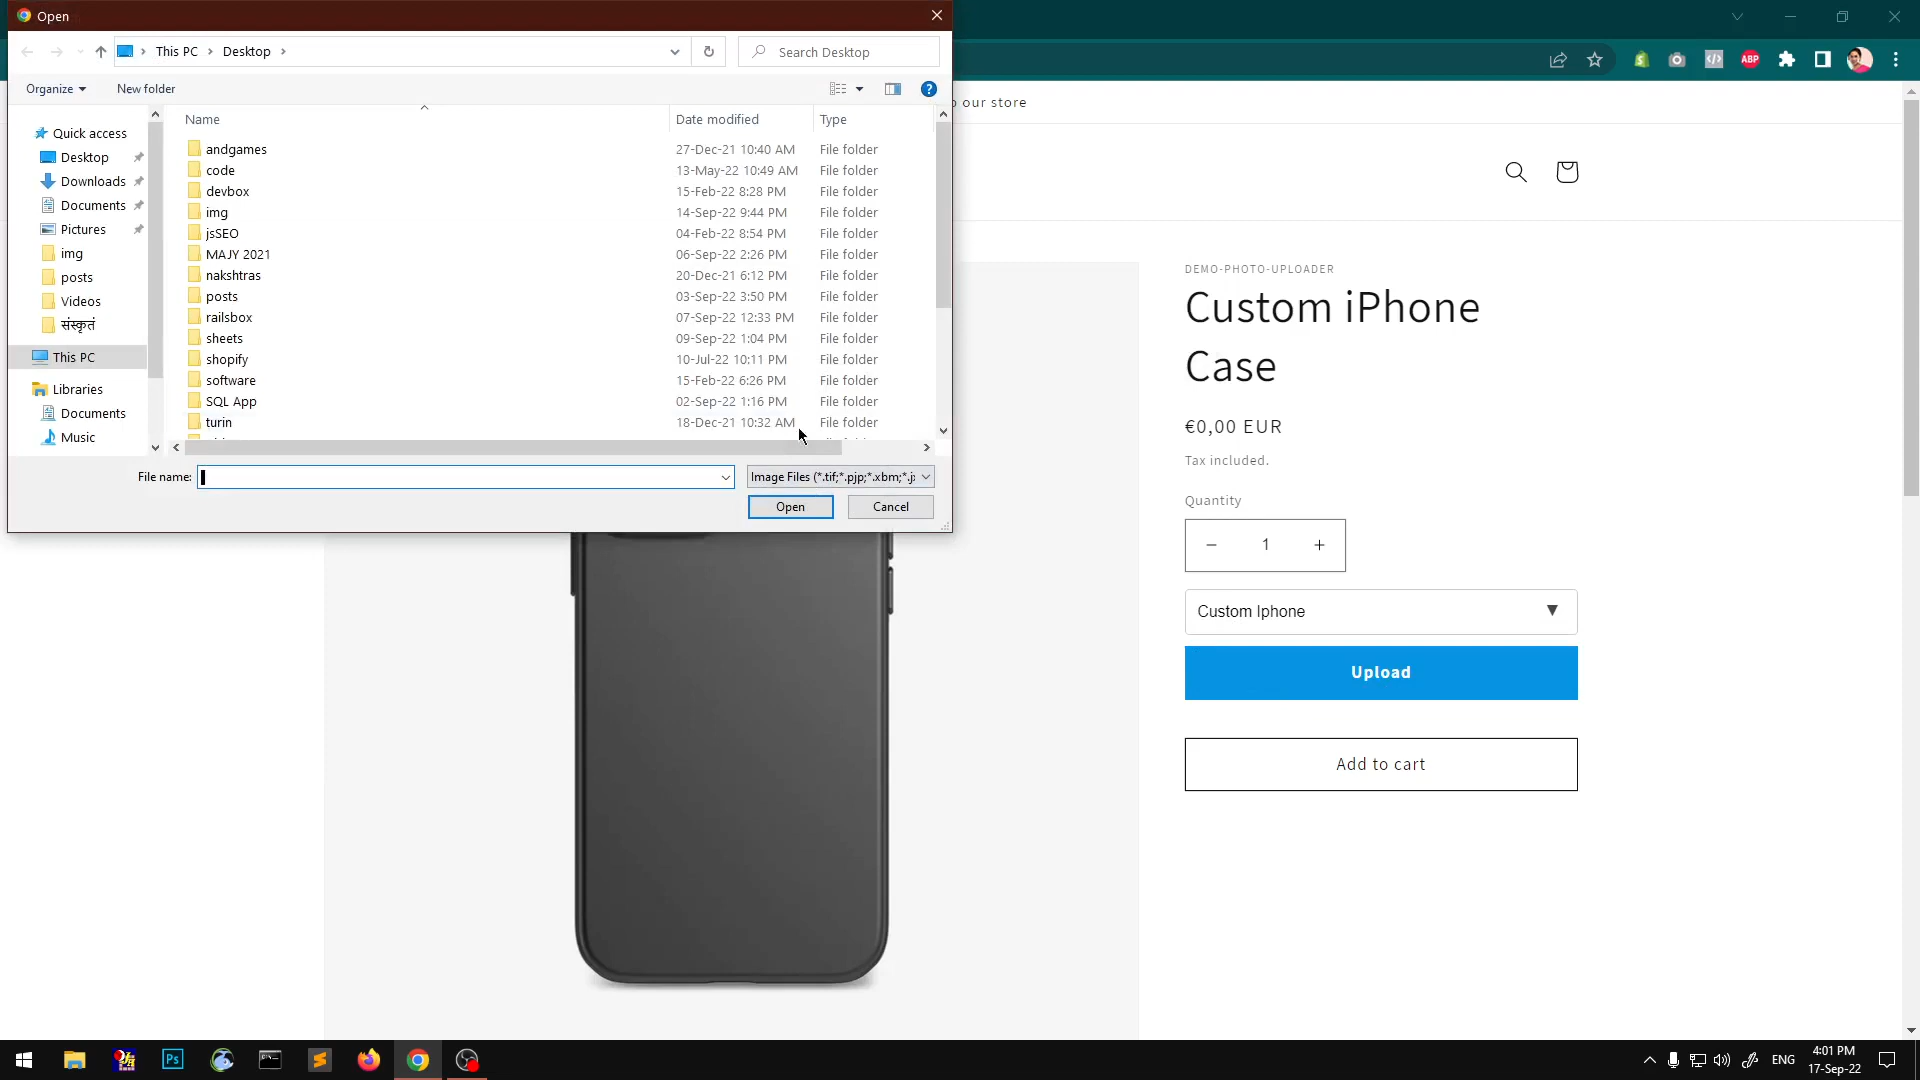 Open
This PC
Desktop
Search Desktop
Organize
New folder
Quick access
Desktop
Downloads
Documents
Pictures
img
posts
Videos
संस्कृतं
This PC
Libraries
Documents
Music
Name Date modified Type
andgames 27-Dec-21 10:40 AM File folder
code 13-May-22 10:49 AM File folder
devbox 15-Feb-22 8:28 PM File folder
img 14-Sep-22 9:44 PM File folder
jsSEO 04-Feb-22 8:54 PM File folder
MAJY 2021 06-Sep-22 2:26 PM File folder
nakshtras 20-Dec-21 6:12 PM File folder
posts 03-Sep-22 3:50 PM File folder
railsbox 07-Sep-22 12:33 PM File folder
sheets 09-Sep-22 1:04 PM File folder
shopify 10-Jul-22 10:11 PM File folder
software 15-Feb-22 6:26 PM File folder
SQL App 02-Sep-22 1:16 PM File folder
turin 18-Dec-21 10:32 AM File folder
File name:
Image Files (*.tif;*.pjp;*.xbm;*.j
Open
Cancel
ABP
our store
DEMO-PHOTO-UPLOADER
Custom iPhone
Case
€0,00 EUR
Tax included.
Quantity
− 1 +
Custom Iphone
Upload
Add to cart
Ps
ENG
4:01 PM
17-Sep-22